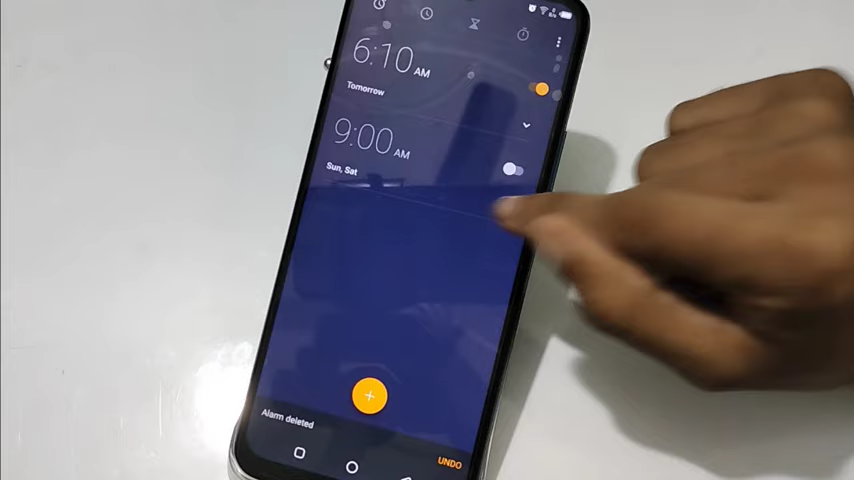 6:10 AM
Tomorrow
9:00 AM
Sun, Sat
+
Alarm deleted
UNDO